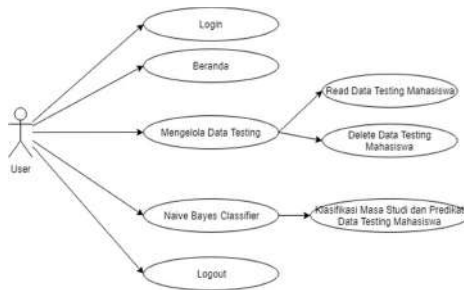 Login
Beranda
Read Data Testing Mahasiswa
Mengelola Data Testing
Delete Data Testing
Mahasiswa
User
Naive Bayes Classifier
Klasifikasi Masa Studi dan Predikat
Data Testing Mahasiswa
Logout